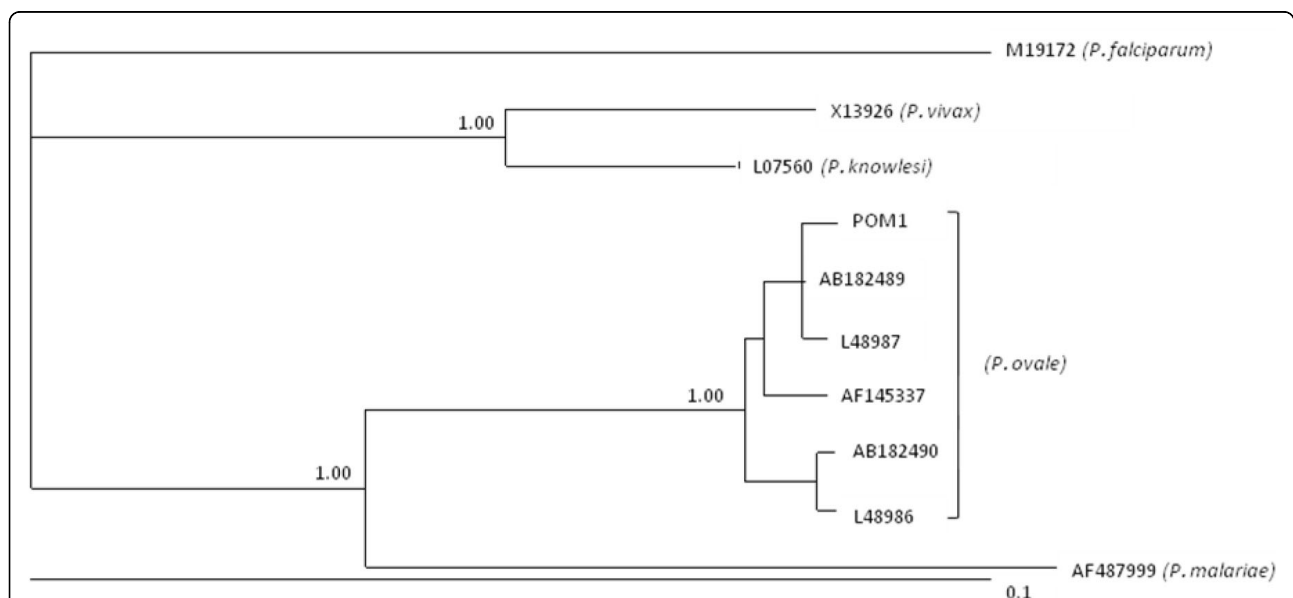 M19172 (P. falciparum)
X13926 (P. vivax)
1.00
L07560 (P. knowlesi)
POM1
AB182489
L48987
(P. ovale)
1.00
AF145337
AB182490
1.00
L48986
AF487999 (P. malariae)
0.1